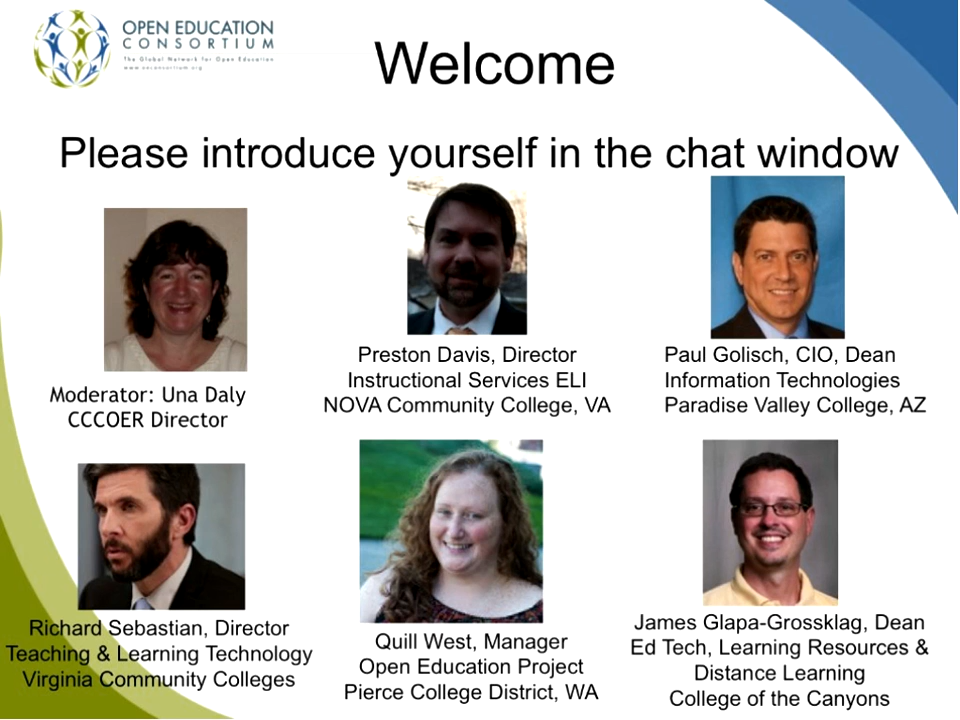 OPEN EDUCATION
CONSORTIUM
The Global Network for Open Education
www.oeconsortium.org
Welcome
Please introduce yourself in the chat window
Moderator: Una Daly
CCCOER Director
Preston Davis, Director
Instructional Services ELI
NOVA Community College, VA
Paul Golisch, CIO, Dean
Information Technologies
Paradise Valley College, AZ
Richard Sebastian, Director
Teaching & Learning Technology
Virginia Community Colleges
Quill West, Manager
Open Education Project
Pierce College District, WA
James Glapa-Grossklag, Dean
Ed Tech, Learning Resources &
Distance Learning
College of the Canyons